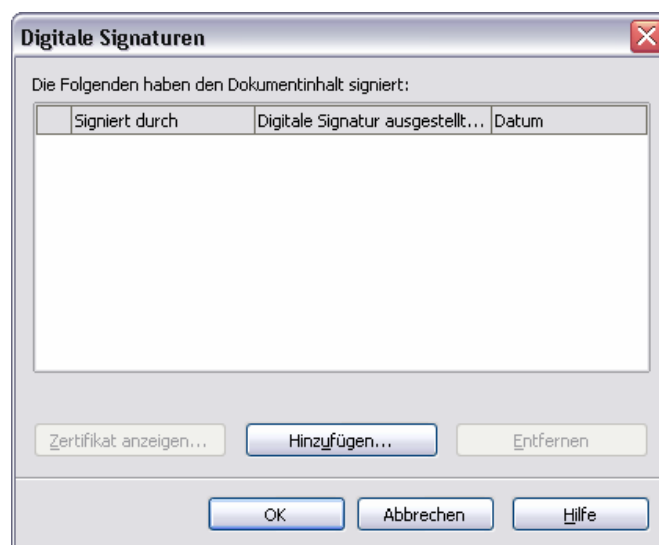 Digitale Signaturen
Die Folgenden haben den Dokumentinhalt signiert:
Signiert durch Digitale Signatur ausgestellt... Datum
Zertifikat anzeigen... Hinzufügen... Entfernen
OK Abbrechen Hilfe